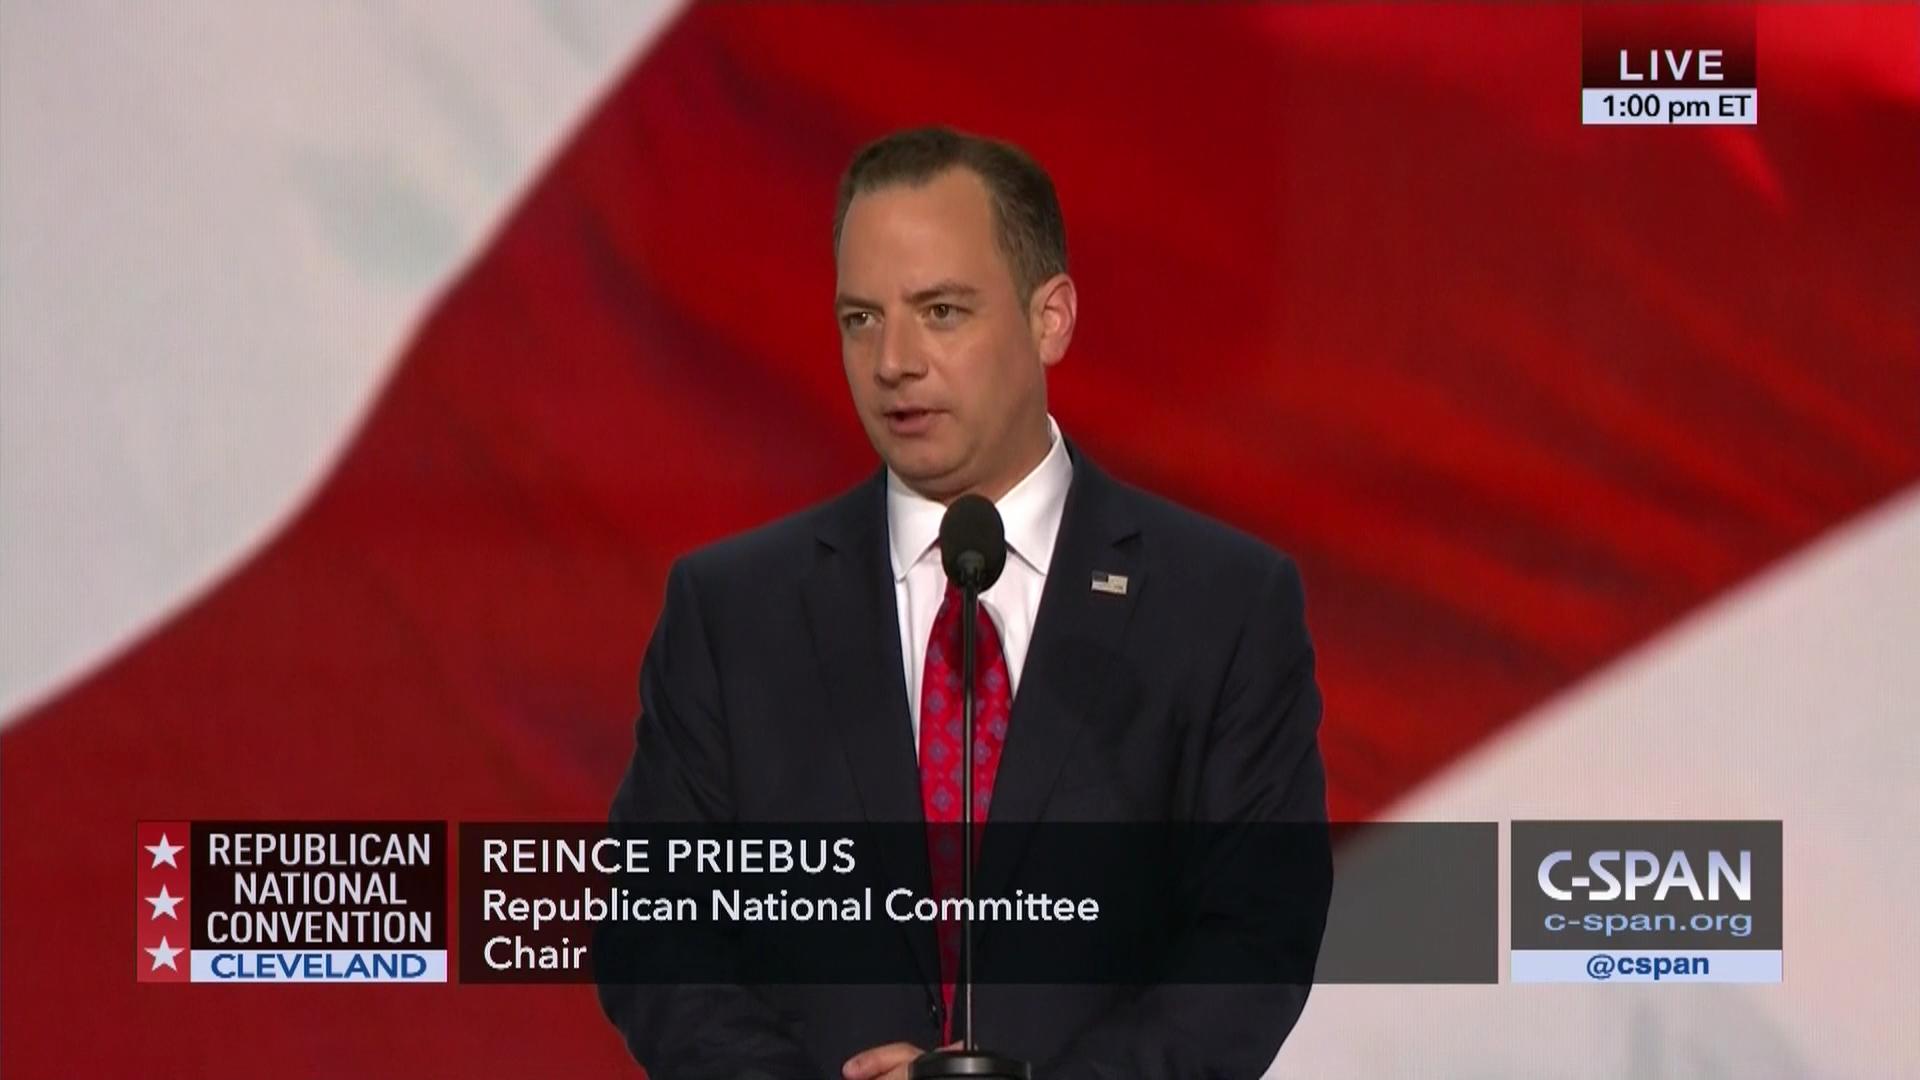 LIVE
1:00 pm ET
REPUBLICAN
NATIONAL
CONVENTION
CLEVELAND
REINCE PRIEBUS
Republican National Committee
Chair
C-SPAN
c-span.org
@cspan